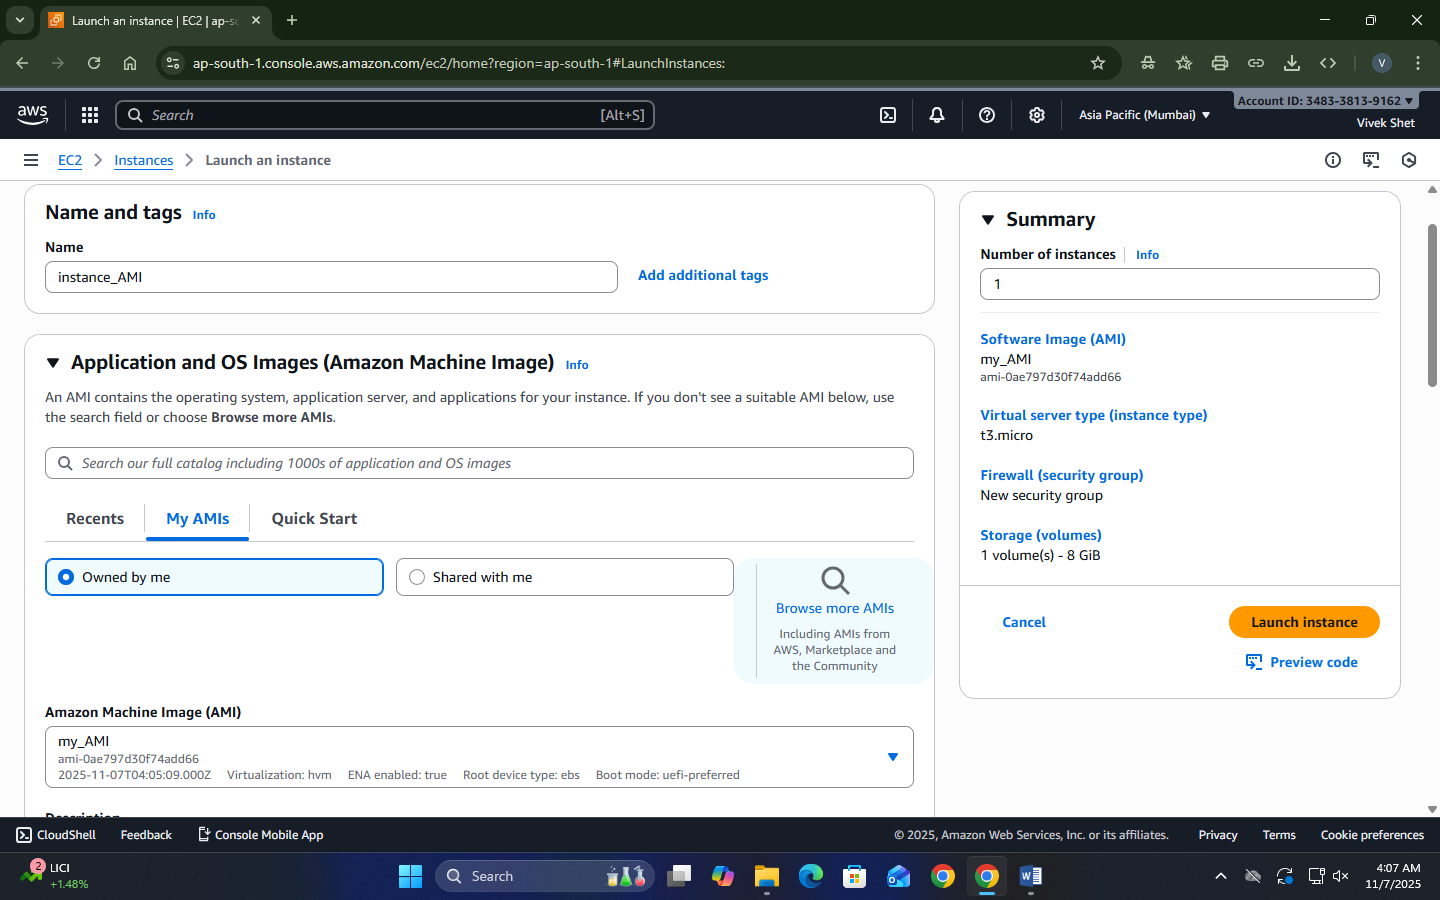 Launch an instance | EC2 | ap-so
ap-south-1.console.aws.amazon.com/ec2/home?region=ap-south-1#LaunchInstances:
V
aws
Search
[Alt+S]
Asia Pacific (Mumbai)
Account ID: 3483-3813-9162
Vivek Shet
EC2
Instances
Launch an instance
Name and tags Info
Name
instance_AMI
Add additional tags
Application and OS Images (Amazon Machine Image) Info
An AMI contains the operating system, application server, and applications for your instance. If you don't see a suitable AMI below, use
the search field or choose Browse more AMIs.
Search our full catalog including 1000s of application and OS images
Recents
My AMIs
Quick Start
Owned by me
Shared with me
Browse more AMIs
Including AMIs from
AWS, Marketplace and
the Community
Amazon Machine Image (AMI)
my_AMI
ami-0ae797d30f74add66
2025-11-07T04:05:09.000Z Virtualization: hvm ENA enabled: true Root device type: ebs Boot mode: uefi-preferred
Description
Summary
Number of instances Info
1
Software Image (AMI)
my_AMI
ami-0ae797d30f74add66
Virtual server type (instance type)
t3.micro
Firewall (security group)
New security group
Storage (volumes)
1 volume(s) - 8 GiB
Cancel
Launch instance
Preview code
CloudShell
Feedback
Console Mobile App
© 2025, Amazon Web Services, Inc. or its affiliates.
Privacy
Terms
Cookie preferences
2
LICI
+1.48%
Search
4:07 AM
11/7/2025